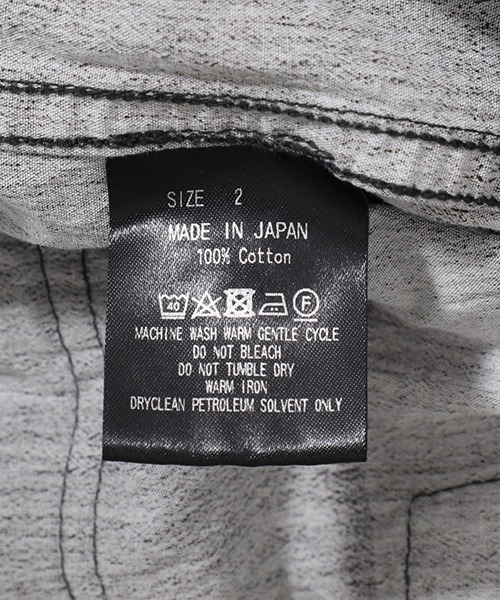 SIZE 2
MADE IN JAPAN
100% Cotton
40 F
MACHINE WASH WARM GENTLE CYCLE
DO NOT BLEACH
DO NOT TUMBLE DRY
WARM IRON
DRYCLEAN PETROLEUM SOLVENT ONLY